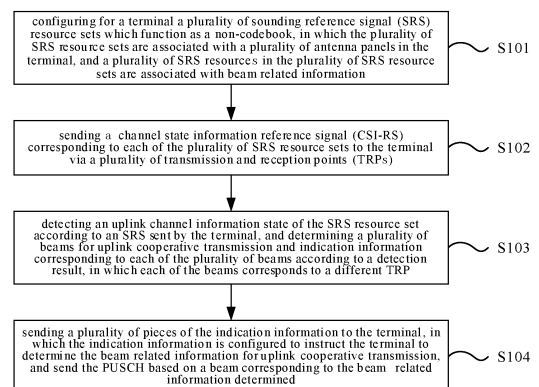 configuring for a terminal a plurality of sounding reference signal (SRS)
resource sets which function as a non-codebook, in which the plurality of
SRS resource sets are associated with a plurality of antenna panels in the
terminal, and a plurality of SRS resources in the plurality of SRS resource
sets are associated with beam related information
S101
sending a channel state information reference signal (CSI-RS)
corresponding to each of the plurality of SRS resource sets to the terminal
via a plurality of transmission and reception points (TRPs)
S102
detecting an uplink channel information state of the SRS resource set
according to an SRS sent by the terminal, and determining a plurality of
beams for uplink cooperative transmission and indication information
corresponding to each of the plurality of beams according to a detection
result, in which each of the beams corresponds to a different TRP
S103
sending a plurality of pieces of the indication information to the terminal, in
which the indication information is configured to instruct the terminal to
determine the beam related information for uplink cooperative transmission,
and send the PUSCH based on a beam corresponding to the beam related
information determined
S104